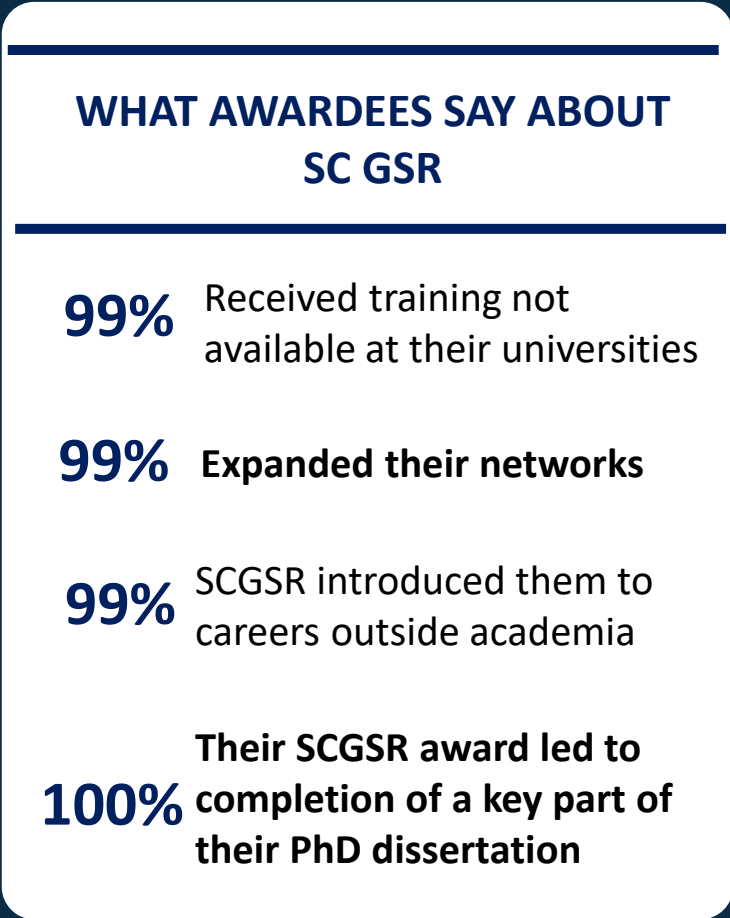 WHAT AWARDEES SAY ABOUT
SC GSR
99% Received training not
available at their universities
99% Expanded their networks
99% SCGSR introduced them to
careers outside academia
Their SCGSR award led to
100% completion of a key part of
their PhD dissertation